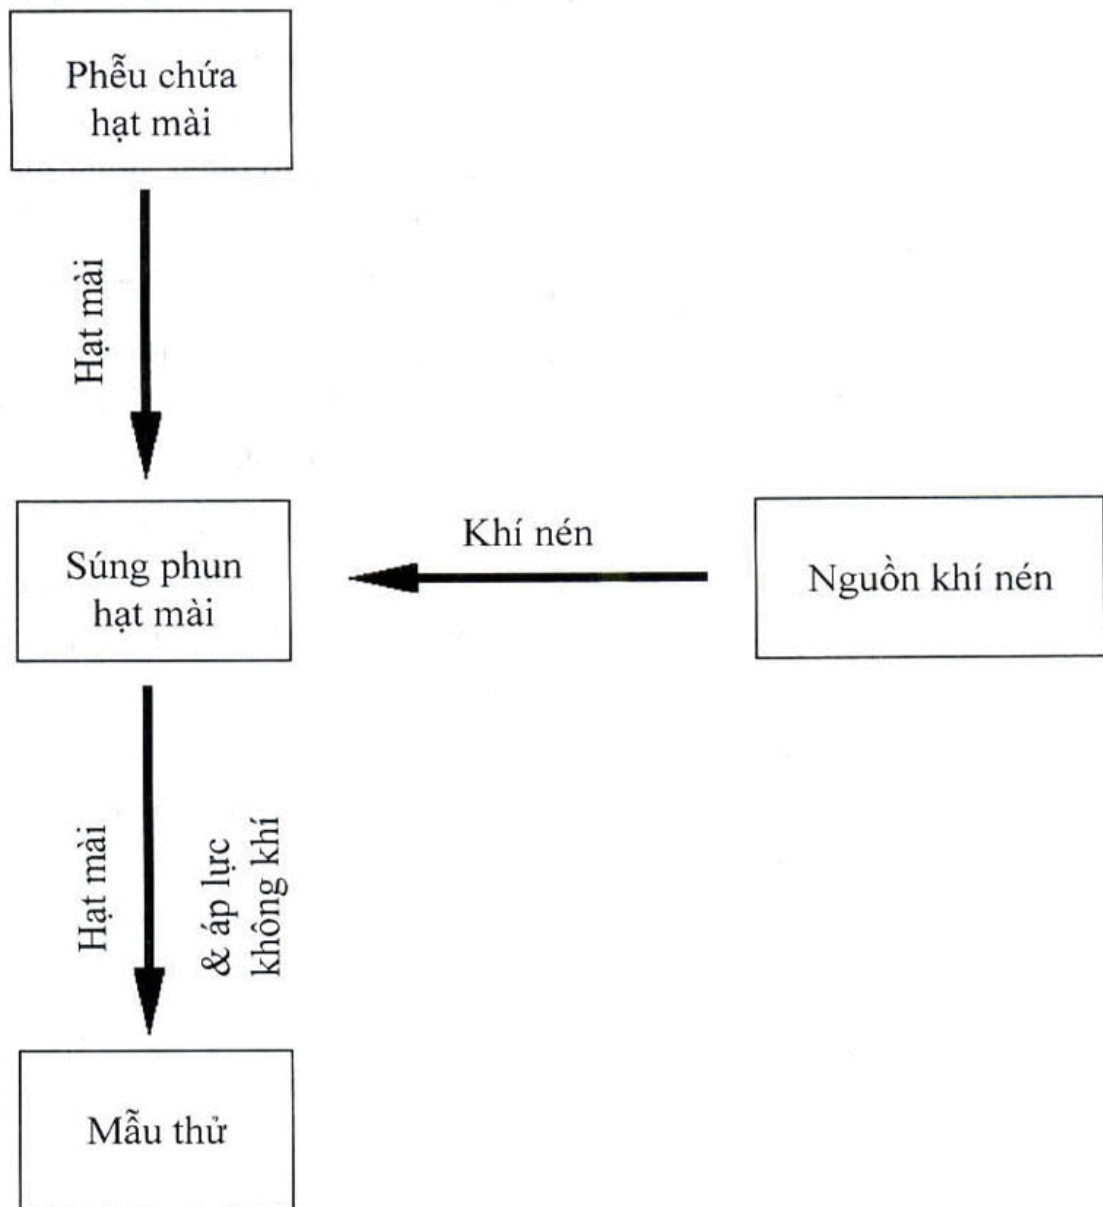 Phễu chứa
hạt mài
Hạt mài
Súng phun
hạt mài
Khí nén
Nguồn khí nén
Hạt mài
& áp lực
không khí
Mẫu thử